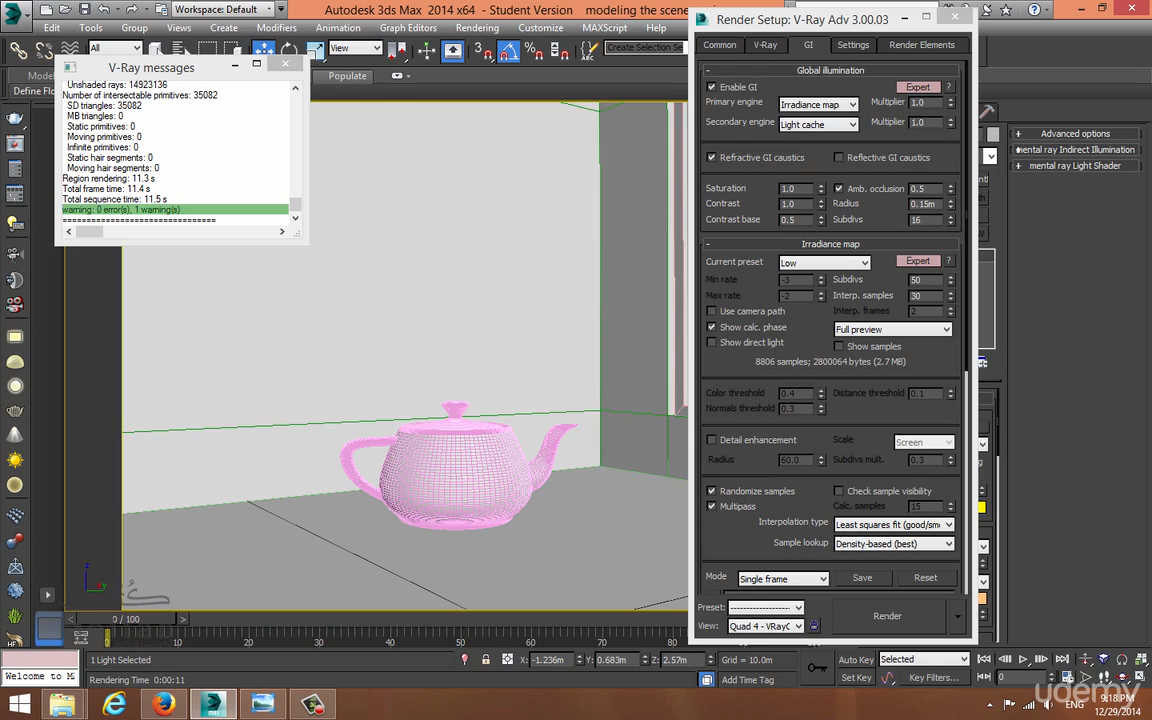 Workspace: Default
Autodesk 3ds Max 2014 x64 - Student Version modeling the scene
Edit Tools Group Views Create Modifiers Animation Graph Editors Rendering Customize MAXScript Help
All
View
Create Selection Se
Populate
Define Flo
V-Ray messages
Unshaded rays: 14923136
Number of intersectable primitives: 35082
SD triangles: 35082
MB triangles: 0
Static primitives: 0
Moving primitives: 0
Infinite primitives: 0
Static hair segments: 0
Moving hair segments: 0
Region rendering: 11.3 s
Total frame time: 11.4 s
Total sequence time: 11.5 s
warning: 0 error(s), 1 warning(s)
==============================
Render Setup: V-Ray Adv 3.00.03
Common V-Ray GI Settings Render Elements
- Global illumination
Enable GI Expert ?
Primary engine Irradiance map Multiplier 1.0
Secondary engine Light cache Multiplier 1.0
Refractive GI caustics Reflective GI caustics
Saturation 1.0 Amb. occlusion 0.5
Contrast 1.0 Radius 0.15m
Contrast base 0.5 Subdivs 16
- Irradiance map
Current preset Low Expert ?
Min rate -3 Subdivs 50
Max rate -2 Interp. samples 30
Use camera path Interp. frames 2
Show calc. phase Full preview
Show direct light Show samples
8806 samples; 2800064 bytes (2.7 MB)
Color threshold 0.4 Distance threshold 0.1
Normals threshold 0.3
Detail enhancement Scale Screen
Radius 60.0 Subdivs mult. 0.3
Randomize samples Check sample visibility
Multipass Calc. samples 15
Interpolation type Least squares fit (good/smo
Sample lookup Density-based (best)
Mode Single frame Save Reset
Preset: Render
View: Quad 4 - VRayC
+ Advanced options
mental ray Indirect Illumination
+ mental ray Light Shader
z
y
0 / 100
0 10 20 30 40 50 60 70 80
1 Light Selected X: -1.236m Y: 0.683m Z: 2.57m Grid = 10.0m Auto Key Selected
Welcome to M Rendering Time 0:00:11 Add Time Tag Set Key Key Filters... 0
udemy
ENG 9:18 PM
12/29/2014